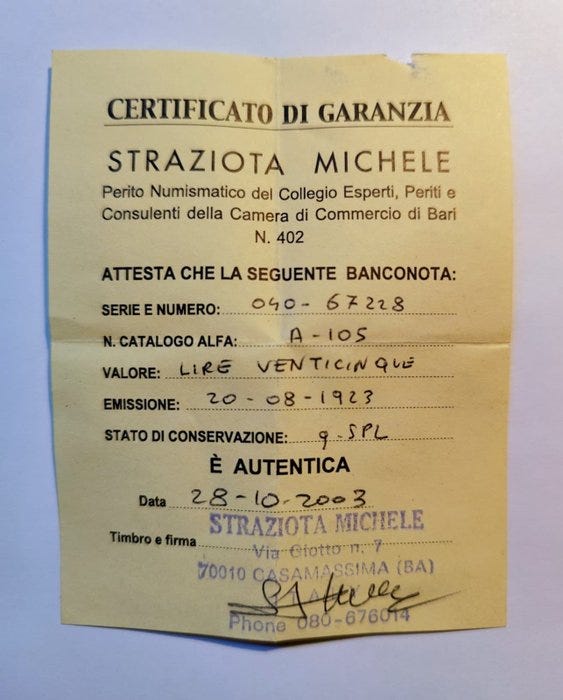 CERTIFICATO DI GARANZIA
STRAZIOTA MICHELE
Perito Numismatico del Collegio Esperti, Periti e
Consulenti della Camera di Commercio di Bari
N. 402
ATTESTA CHE LA SEGUENTE BANCONOTA:
SERIE E NUMERO: 040-67228
N. CATALOGO ALFA: A-105
VALORE: LIRE VENTICINQUE
EMISSIONE: 20-08-1923
STATO DI CONSERVAZIONE: q-SPL
È AUTENTICA
Data 28-10-2003
Timbro e firma
STRAZIOTA MICHELE
Via Giotto n. 7
70010 CASAMASSIMA (BA)
Phone 080-676014